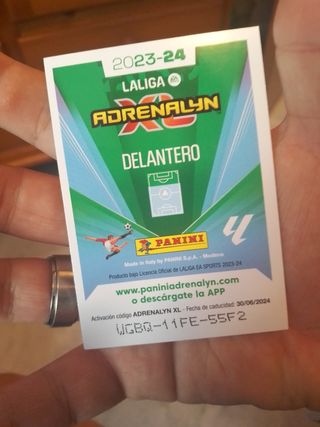 2023-24
LALIGA
ADRENALYN
XL
DELANTERO
PANINI
Made in Italy by PANINI S.p.A. - Modena
Producto bajo Licencia Oficial de LALIGA EA SPORTS 2023-24
www.paniniadrenalyn.com
o descárgate la APP
Activación código ADRENALYN XL - Fecha de caducidad: 30/06/2024
WGBQ-11FE-55F2